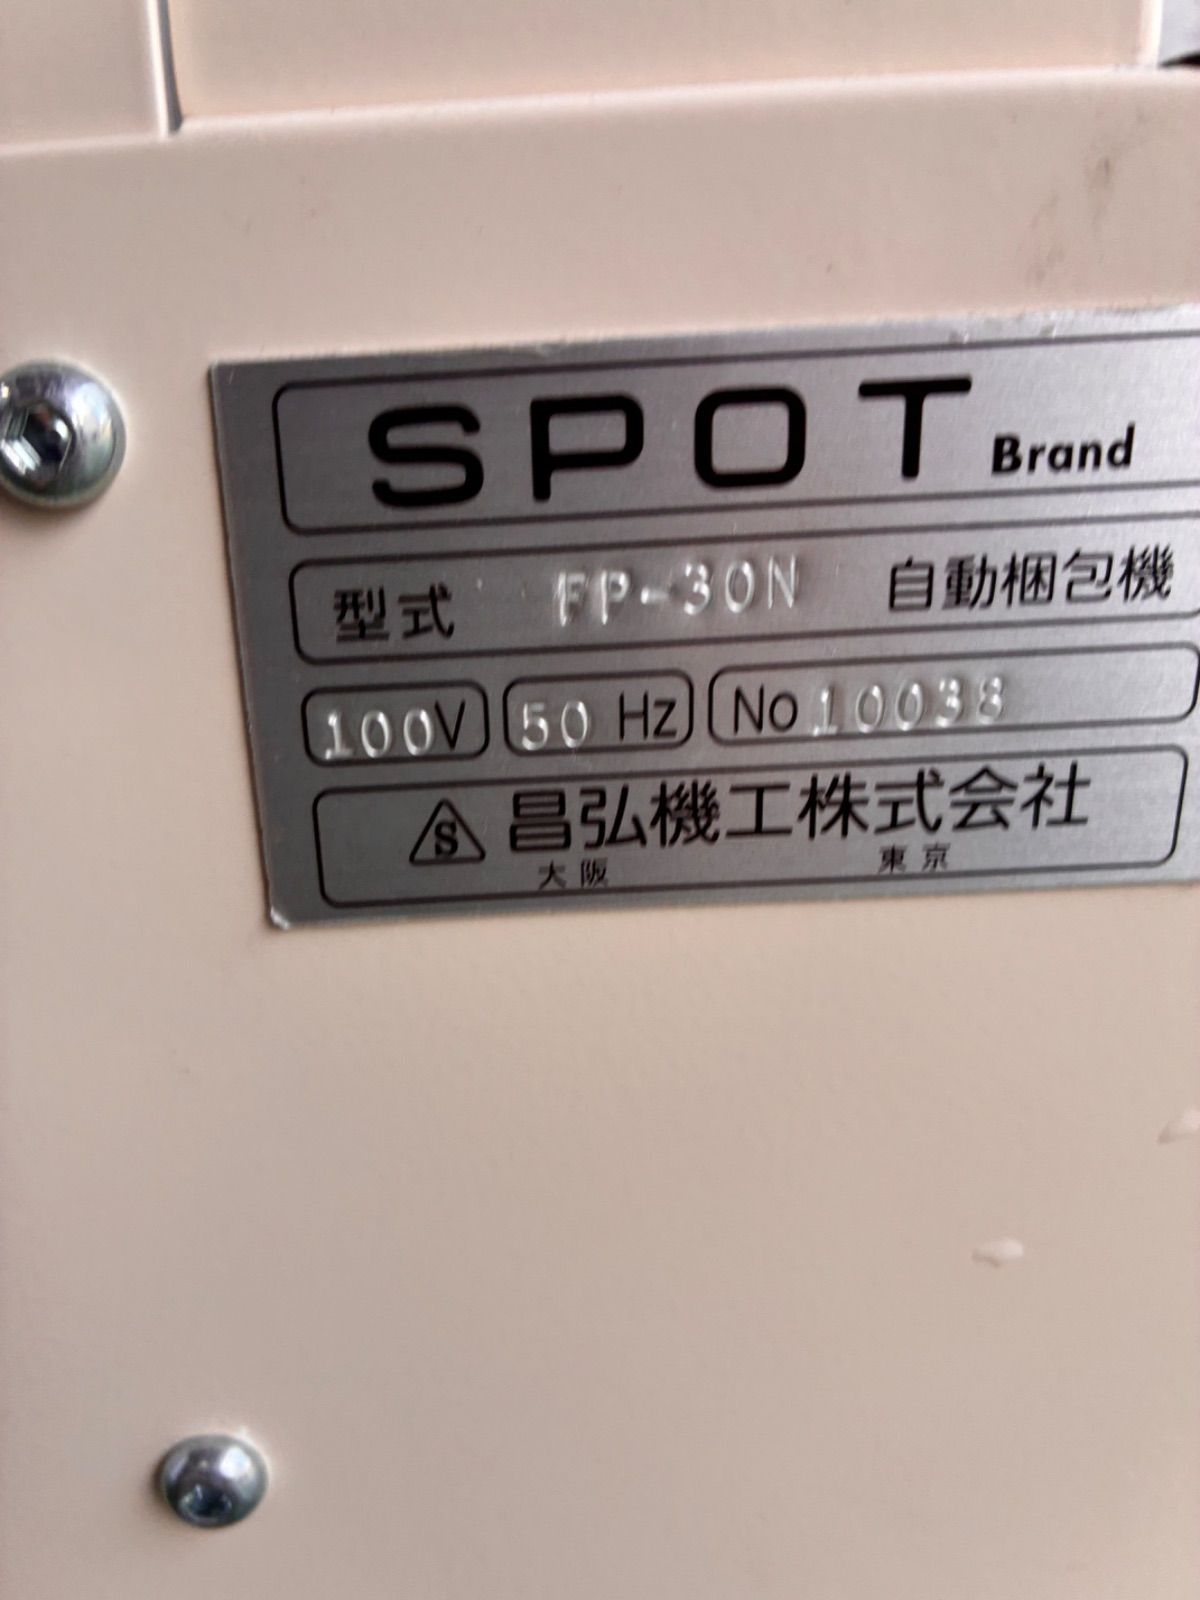 SPOT Brand
型式 FP-30N 自動梱包機
100V 50 Hz No 10038
S 昌弘機工株式会社
大阪 東京